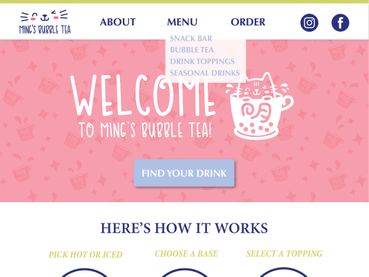 MING'S BUBBLE TEA
ABOUT
MENU
ORDER
SNACK BAR
BUBBLE TEA
DRINK TOPPINGS
SEASONAL DRINKS
WELCOME
TO MING'S BUBBLE TEA!
明
FIND YOUR DRINK
HERE'S HOW IT WORKS
PICK HOT OR ICED
CHOOSE A BASE
SELECT A TOPPING